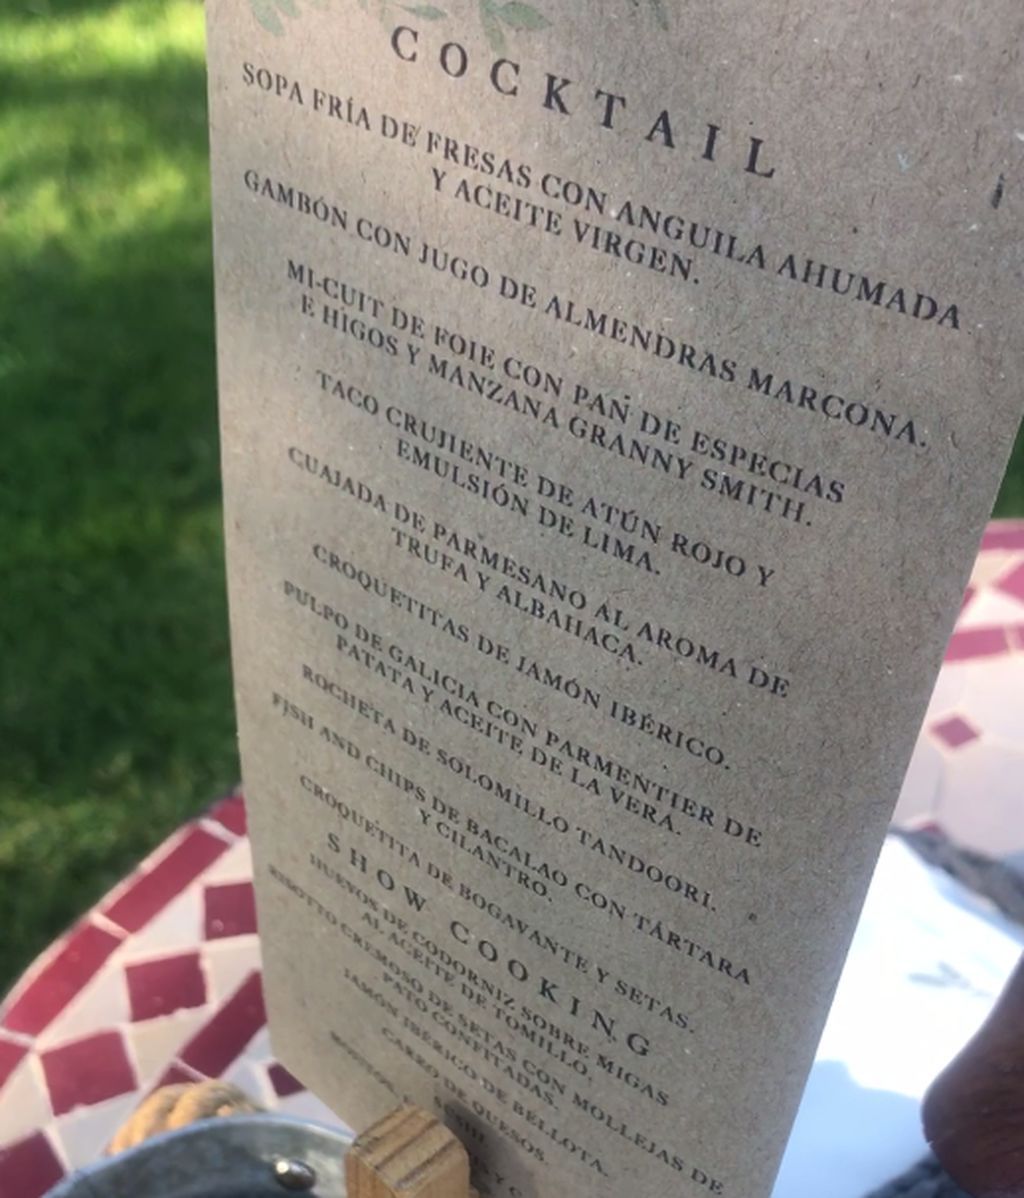 COCKTAIL
SOPA FRÍA DE FRESAS CON ANGUILA AHUMADA
Y ACEITE VIRGEN.
GAMBÓN CON JUGO DE ALMENDRAS MARCONA.
MI-CUIT DE FOIE CON PAN DE ESPECIAS
E HIGOS Y MANZANA GRANNY SMITH.
TACO CRUJIENTE DE ATÚN ROJO Y
EMULSIÓN DE LIMA.
CUAJADA DE PARMESANO AL AROMA DE
TRUFA Y ALBAHACA.
CROQUETITAS DE JAMÓN IBÉRICO.
PULPO DE GALICIA CON PARMENTIER DE
PATATA Y ACEITE DE LA VERA.
ROCHETA DE SOLOMILLO TANDOORI.
FISH AND CHIPS DE BACALAO CON TÁRTARA
Y CILANTRO.
CROQUETITA DE BOGAVANTE Y SETAS.
SHOW COOKING
HUEVOS DE CODORNIZ SOBRE MIGAS
AL ACEITE DE TOMILLO.
RISOTTO CREMOSO DE SETAS CON MOLLEJAS DE
PATO CONFITADAS.
JAMÓN IBÉRICO DE BELLOTA.
CARRO DE QUESOS.